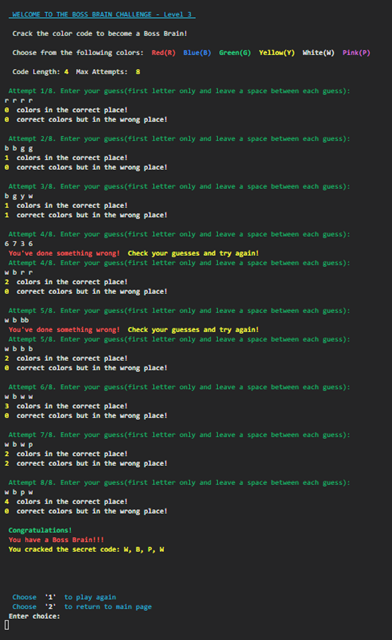 WELCOME TO THE BOSS BRAIN CHALLENGE - Level 3
Crack the color code to become a Boss Brain!
Choose from the following colors: Red(R) Blue(B) Green(G) Yellow(Y) White(W) Pink(P)
Code Length: 4 Max Attempts: 8
Attempt 1/8. Enter your guess(first letter only and leave a space between each guess):
r r r r
0 colors in the correct place!
0 correct colors but in the wrong place!
Attempt 2/8. Enter your guess(first letter only and leave a space between each guess):
b b g g
1 colors in the correct place!
0 correct colors but in the wrong place!
Attempt 3/8. Enter your guess(first letter only and leave a space between each guess):
b g y w
1 colors in the correct place!
1 correct colors but in the wrong place!
Attempt 4/8. Enter your guess(first letter only and leave a space between each guess):
6 7 3 6
You've done something wrong! Check your guesses and try again!
Attempt 4/8. Enter your guess(first letter only and leave a space between each guess):
w b r r
2 colors in the correct place!
0 correct colors but in the wrong place!
Attempt 5/8. Enter your guess(first letter only and leave a space between each guess):
w b bb
You've done something wrong! Check your guesses and try again!
Attempt 5/8. Enter your guess(first letter only and leave a space between each guess):
w b b b
2 colors in the correct place!
0 correct colors but in the wrong place!
Attempt 6/8. Enter your guess(first letter only and leave a space between each guess):
w b w w
3 colors in the correct place!
0 correct colors but in the wrong place!
Attempt 7/8. Enter your guess(first letter only and leave a space between each guess):
w b w p
2 colors in the correct place!
2 correct colors but in the wrong place!
Attempt 8/8. Enter your guess(first letter only and leave a space between each guess):
w b p w
4 colors in the correct place!
0 correct colors but in the wrong place!
Congratulations!
You have a Boss Brain!!!
You cracked the secret code: W, B, P, W
Choose '1' to play again
Choose '2' to return to main page
Enter choice: